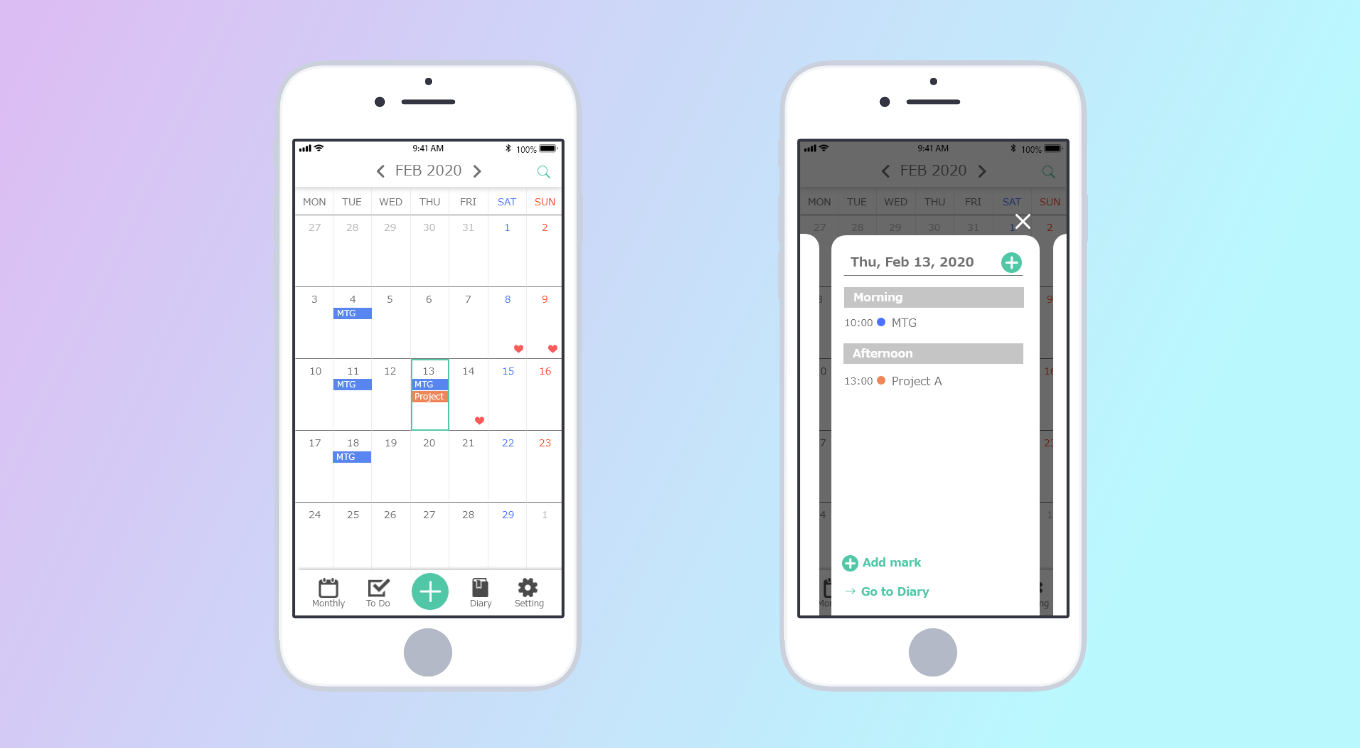 9:41 AM 100%
FEB 2020
MON TUE WED THU FRI SAT SUN
27 28 29 30 31 1 2
3 4 5 6 7 8 9
MTG
10 11 12 13 14 15 16
MTG MTG
Project
17 18 19 20 21 22 23
MTG
24 25 26 27 28 29 1
Monthly To Do Diary Setting
9:41 AM 100%
FEB 2020
MON TUE WED THU FRI SAT SUN
27 28 29 30 31 1 2
Thu, Feb 13, 2020
Morning
10:00 MTG
Afternoon
13:00 Project A
Add mark
→ Go to Diary